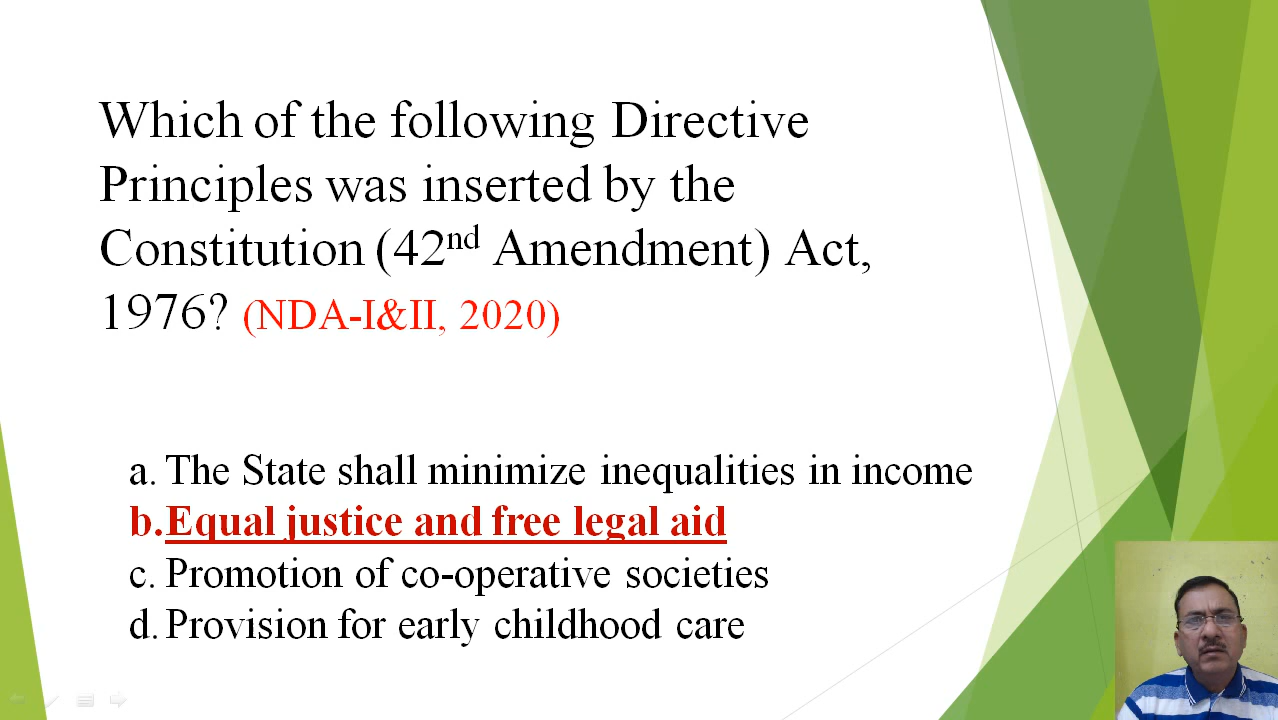 Which of the following Directive
Principles was inserted by the
Constitution (42nd Amendment) Act,
1976? (NDA-I&II, 2020)
a. The State shall minimize inequalities in income
b. Equal justice and free legal aid
c. Promotion of co-operative societies
d. Provision for early childhood care